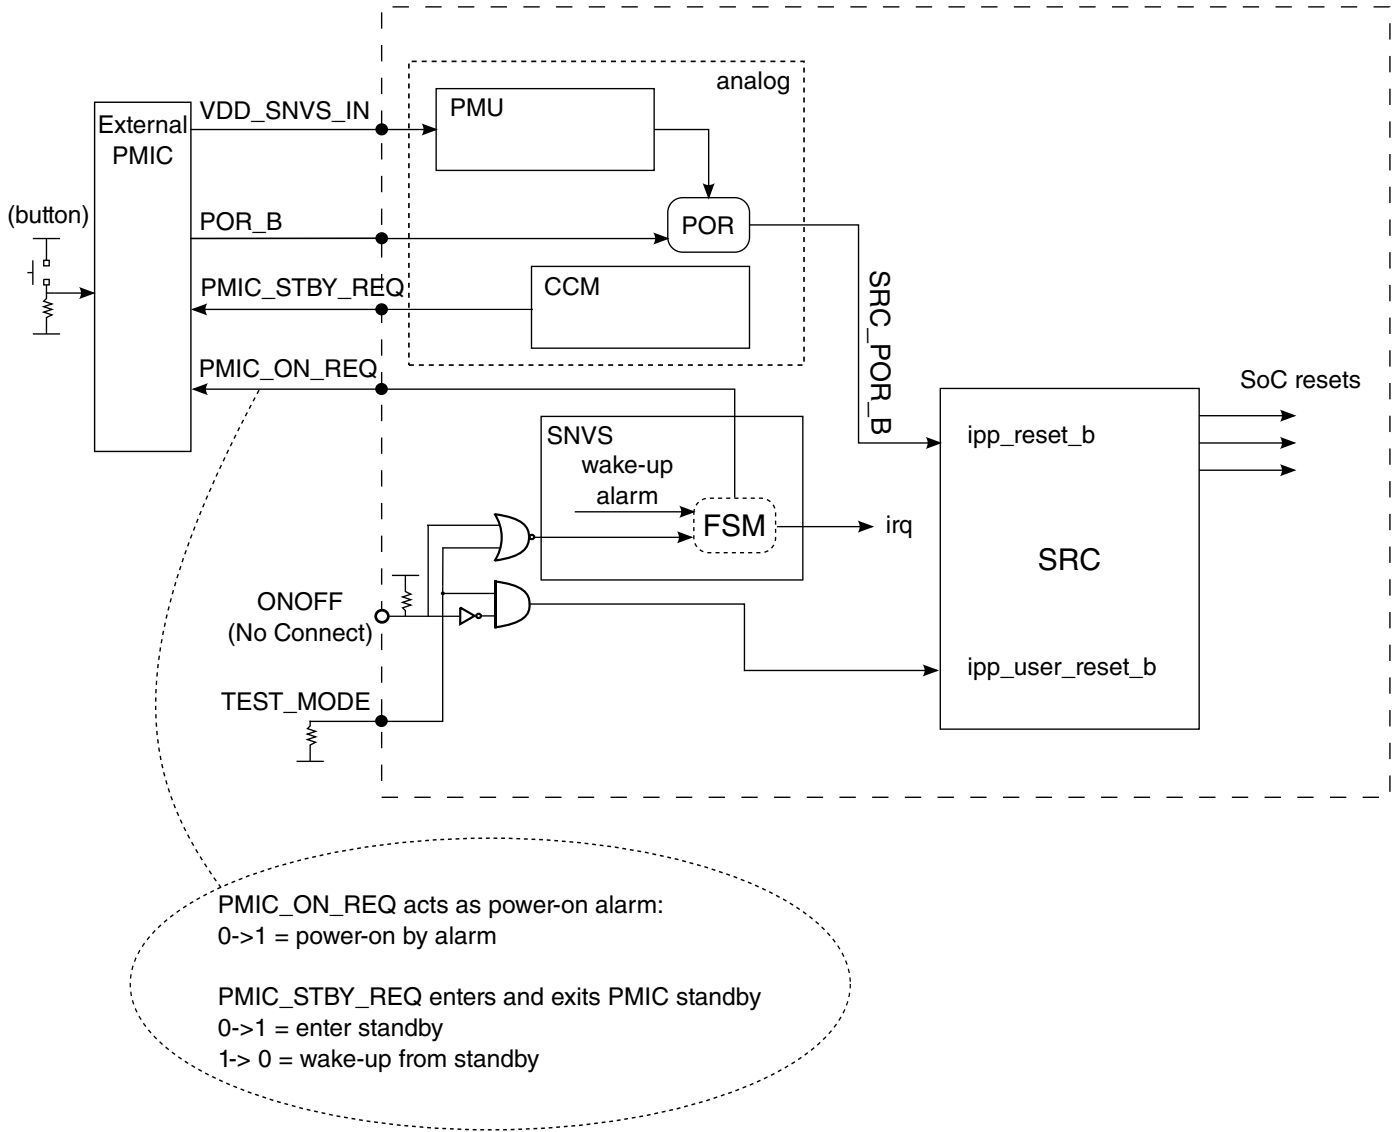 analog
VDD_SNVS_IN
PMU
External
PMIC
(button)
POR_B
POR
PMIC_STBY_REQ
CCM
SRC_POR_B
PMIC_ON_REQ
SoC resets
SNVS
ipp_reset_b
wake-up
alarm
FSM
irq
SRC
ONOFF
(No Connect)
ipp_user_reset_b
TEST_MODE
PMIC_ON_REQ acts as power-on alarm:
0->1 = power-on by alarm
PMIC_STBY_REQ enters and exits PMIC standby
0->1 = enter standby
1-> 0 = wake-up from standby